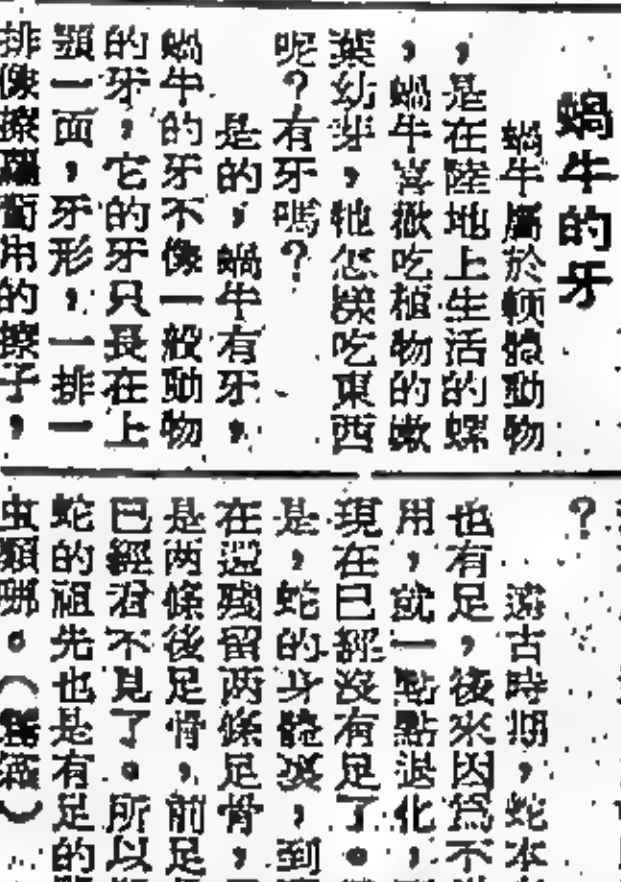 蝸牛的牙
蝸牛屬於軟體動物
，是在陸地上生活的螺
，蝸牛喜歡吃植物的嫩
葉幼芽，牠怎樣吃東西
呢？有牙嗎？
是的，蝸牛有牙，
蝸牛的牙不像一般動物
的牙，它的牙只長在上
顎一面，牙形，一排一
排像擦蘿蔔用的擦子，
？
遠古時期，蛇本
也有足，後來因為不
用，就一點點退化，
現在已經沒有足了。
是，蛇的身體裏，到
在還殘留两條足骨，
是两條後足骨，前足
已經看不見了。所以
蛇的祖先也是有足的
虫類哪。（）